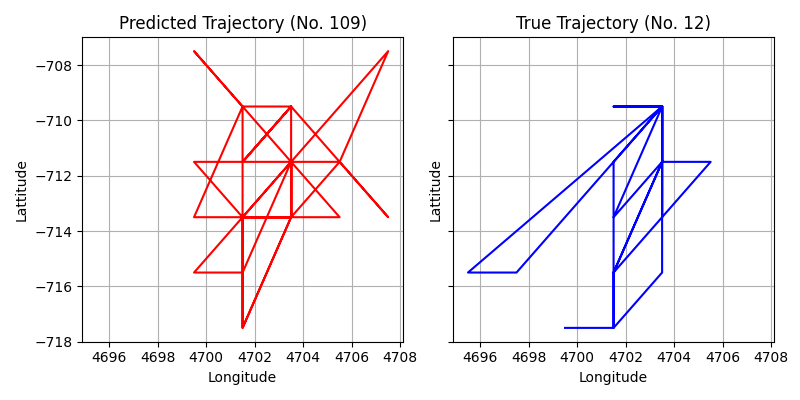 Predicted Trajectory (No. 109)
True Trajectory (No. 12)
−708
−710
−712
−714
−716
−718
Lattitude
Lattitude
4696 4698 4700 4702 4704 4706 4708
4696 4698 4700 4702 4704 4706 4708
Longitude
Longitude